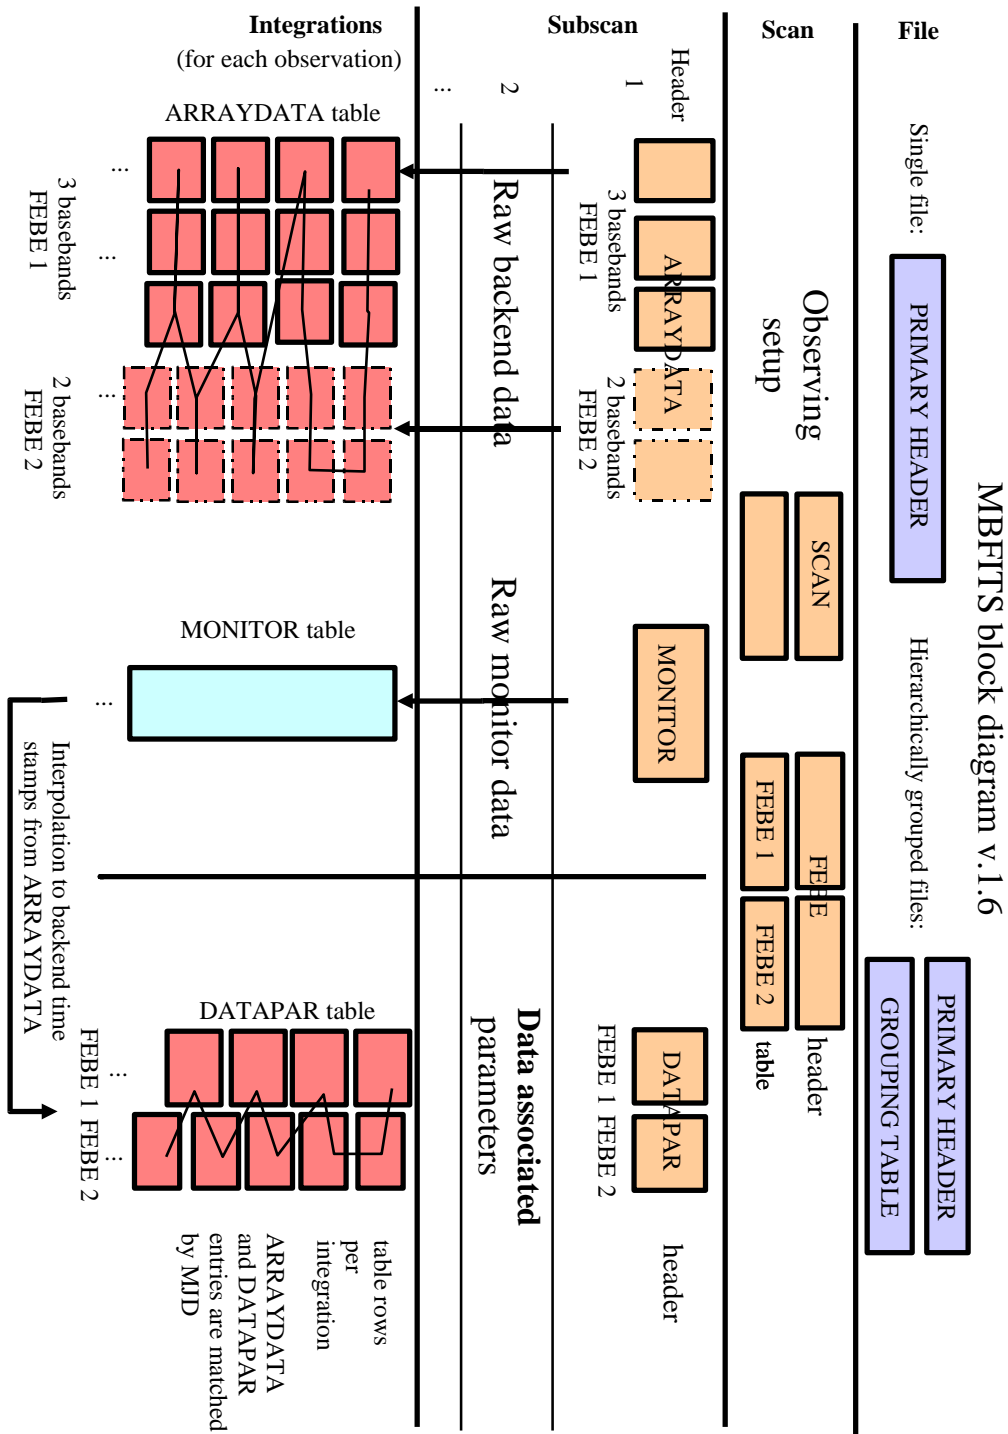 MBFITS block diagram v.1.6
File
Single file:
PRIMARY HEADER
Hierarchically grouped files:
PRIMARY HEADER
GROUPING TABLE
Scan
Observing
setup
SCAN
FEBE
header
FEBE 1
FEBE 2
table
Subscan
Header
1
2
...
ARRAYDATA
3 basebands
FEBE 1
2 basebands
FEBE 2
MONITOR
DATAPAR
FEBE 1 FEBE 2
header
Raw backend data
Raw monitor data
Data associated
parameters
Integrations
(for each observation)
ARRAYDATA table
...
...
...
3 basebands
FEBE 1
2 basebands
FEBE 2
MONITOR table
...
Interpolation to backend time
stamps from ARRAYDATA
DATAPAR table
...
...
FEBE 1 FEBE 2
table rows
per
integration
ARRAYDATA
and DATAPAR
entries are matched
by MJD